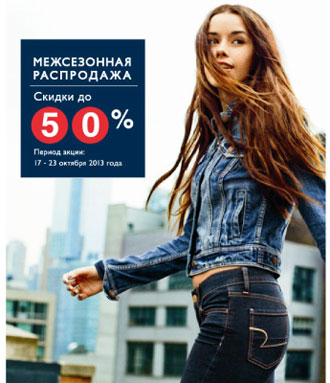 МЕЖСЕЗОННАЯ
РАСПРОДАЖА
Скидки до
50%
Период акции:
17 - 23 октября 2013 года